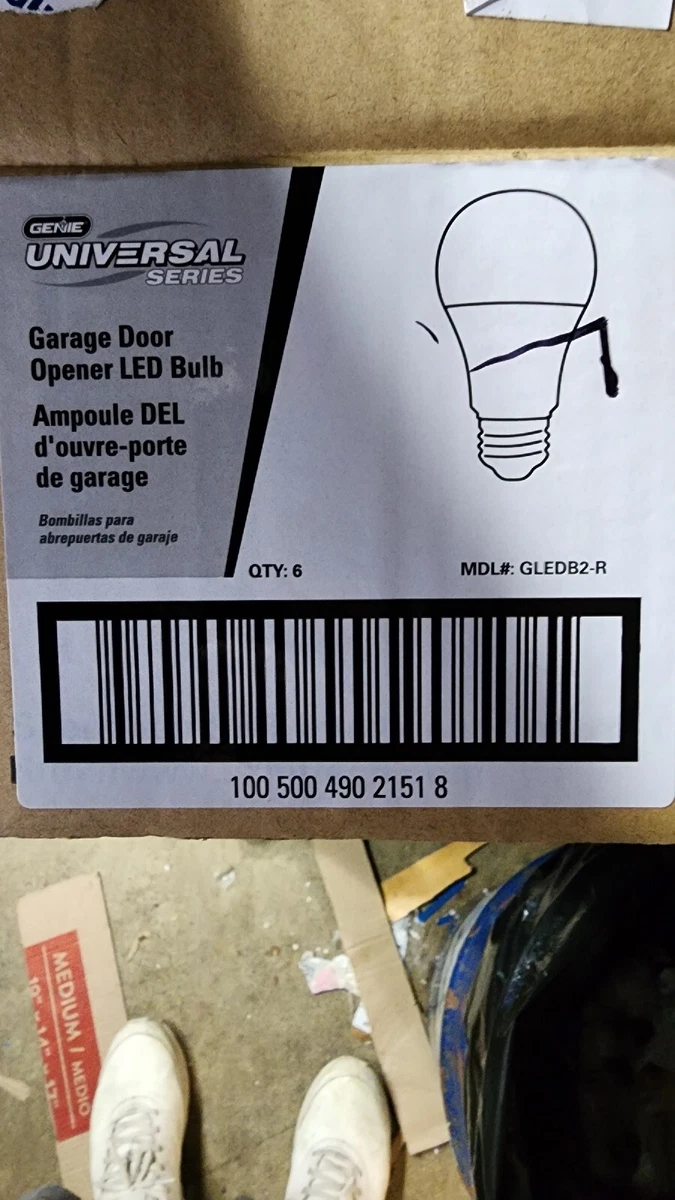 GENIE
UNIVERSAL
SERIES
Garage Door
Opener LED Bulb
Ampoule DEL
d'ouvre-porte
de garage
Bombillas para
abrepuertas de garaje
QTY: 6
MDL#: GLEDB2-R
100 500 490 2151 8
MEDIUM / MEDIO